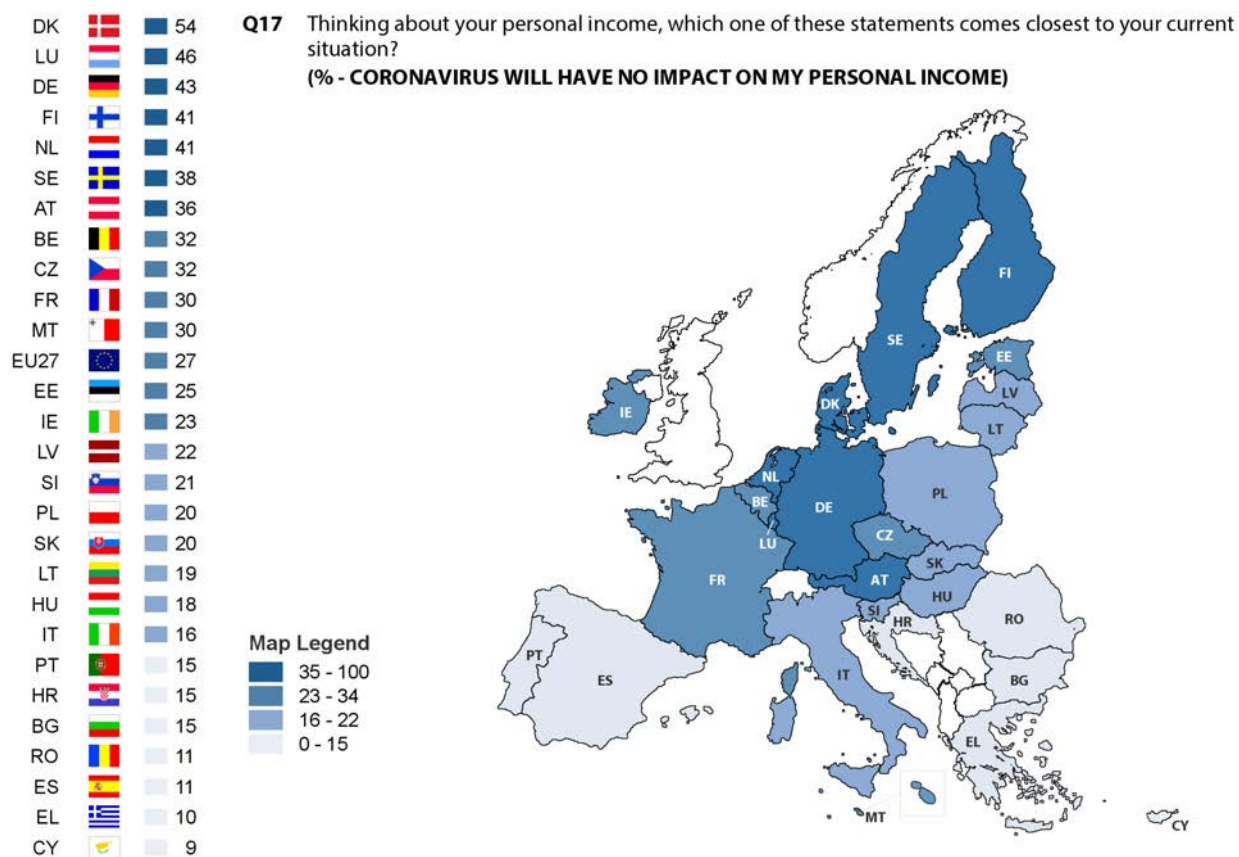 DK 54
LU 46
DE 43
FI 41
NL 41
SE 38
AT 36
BE 32
CZ 32
FR 30
MT 30
EU27 27
EE 25
IE 23
LV 22
SI 21
PL 20
SK 20
LT 19
HU 18
IT 16
PT 15
HR 15
BG 15
RO 11
ES 11
EL 10
CY 9
Q17 Thinking about your personal income, which one of these statements comes closest to your current
situation?
(% - CORONAVIRUS WILL HAVE NO IMPACT ON MY PERSONAL INCOME)
FI
SE
EE
LV
DK
IE
LT
NL
PL
BE
DE
CZ
LU
SK
FR
AT
HU
SI
HR
RO
PT
ES
IT
BG
EL
MT
CY
Map Legend
35 - 100
23 - 34
16 - 22
0 - 15